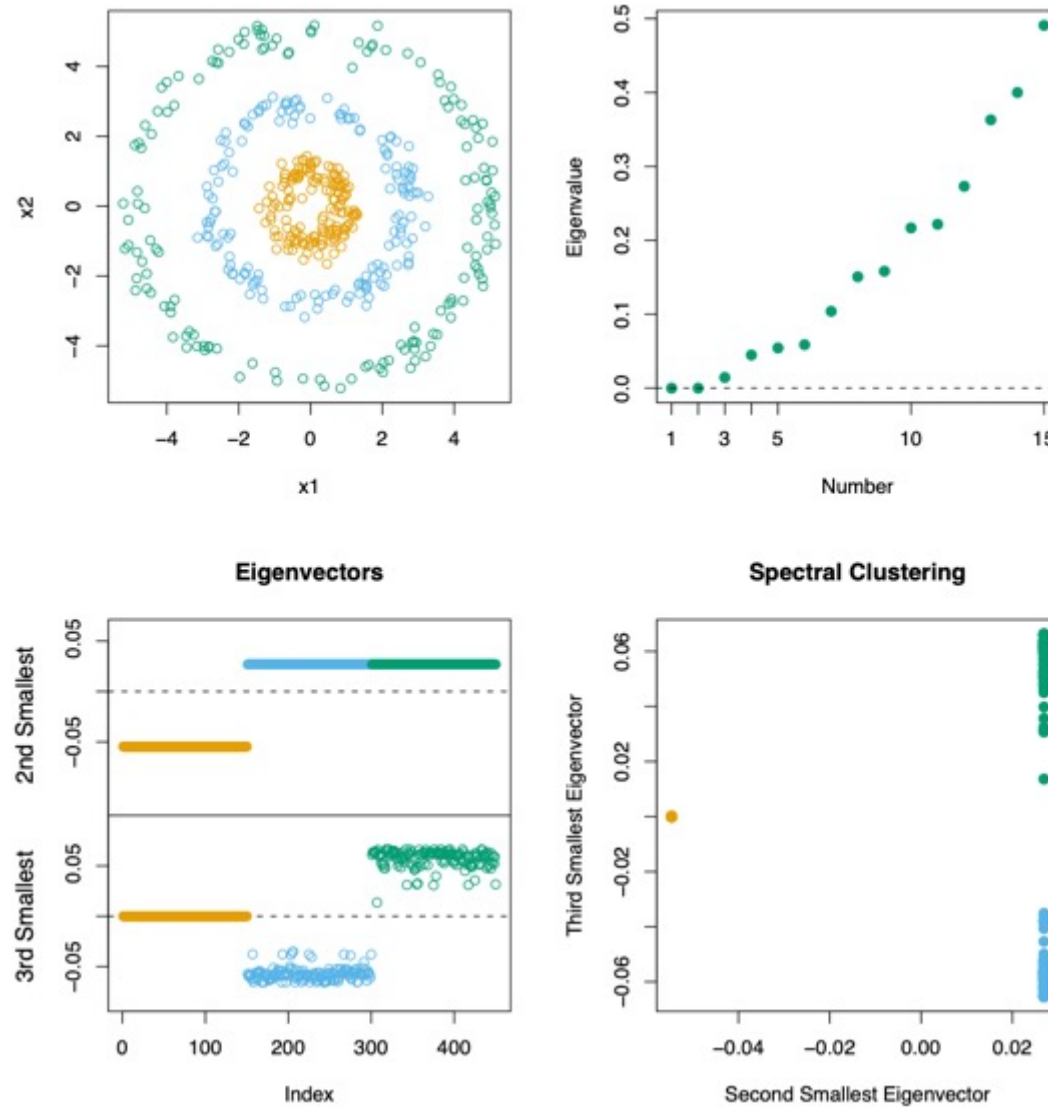 4
2
0
−2
−4
x2
−4 −2 0 2 4
x1
0.5
0.4
0.3
0.2
0.1
0.0
Eigenvalue
1 3 5 10 15
Number
Eigenvectors
0.05
−0.05
2nd Smallest
0.05
−0.05
3rd Smallest
0 100 200 300 400
Index
Spectral Clustering
0.06
0.02
−0.02
−0.06
Third Smallest Eigenvector
−0.04 −0.02 0.00 0.02
Second Smallest Eigenvector